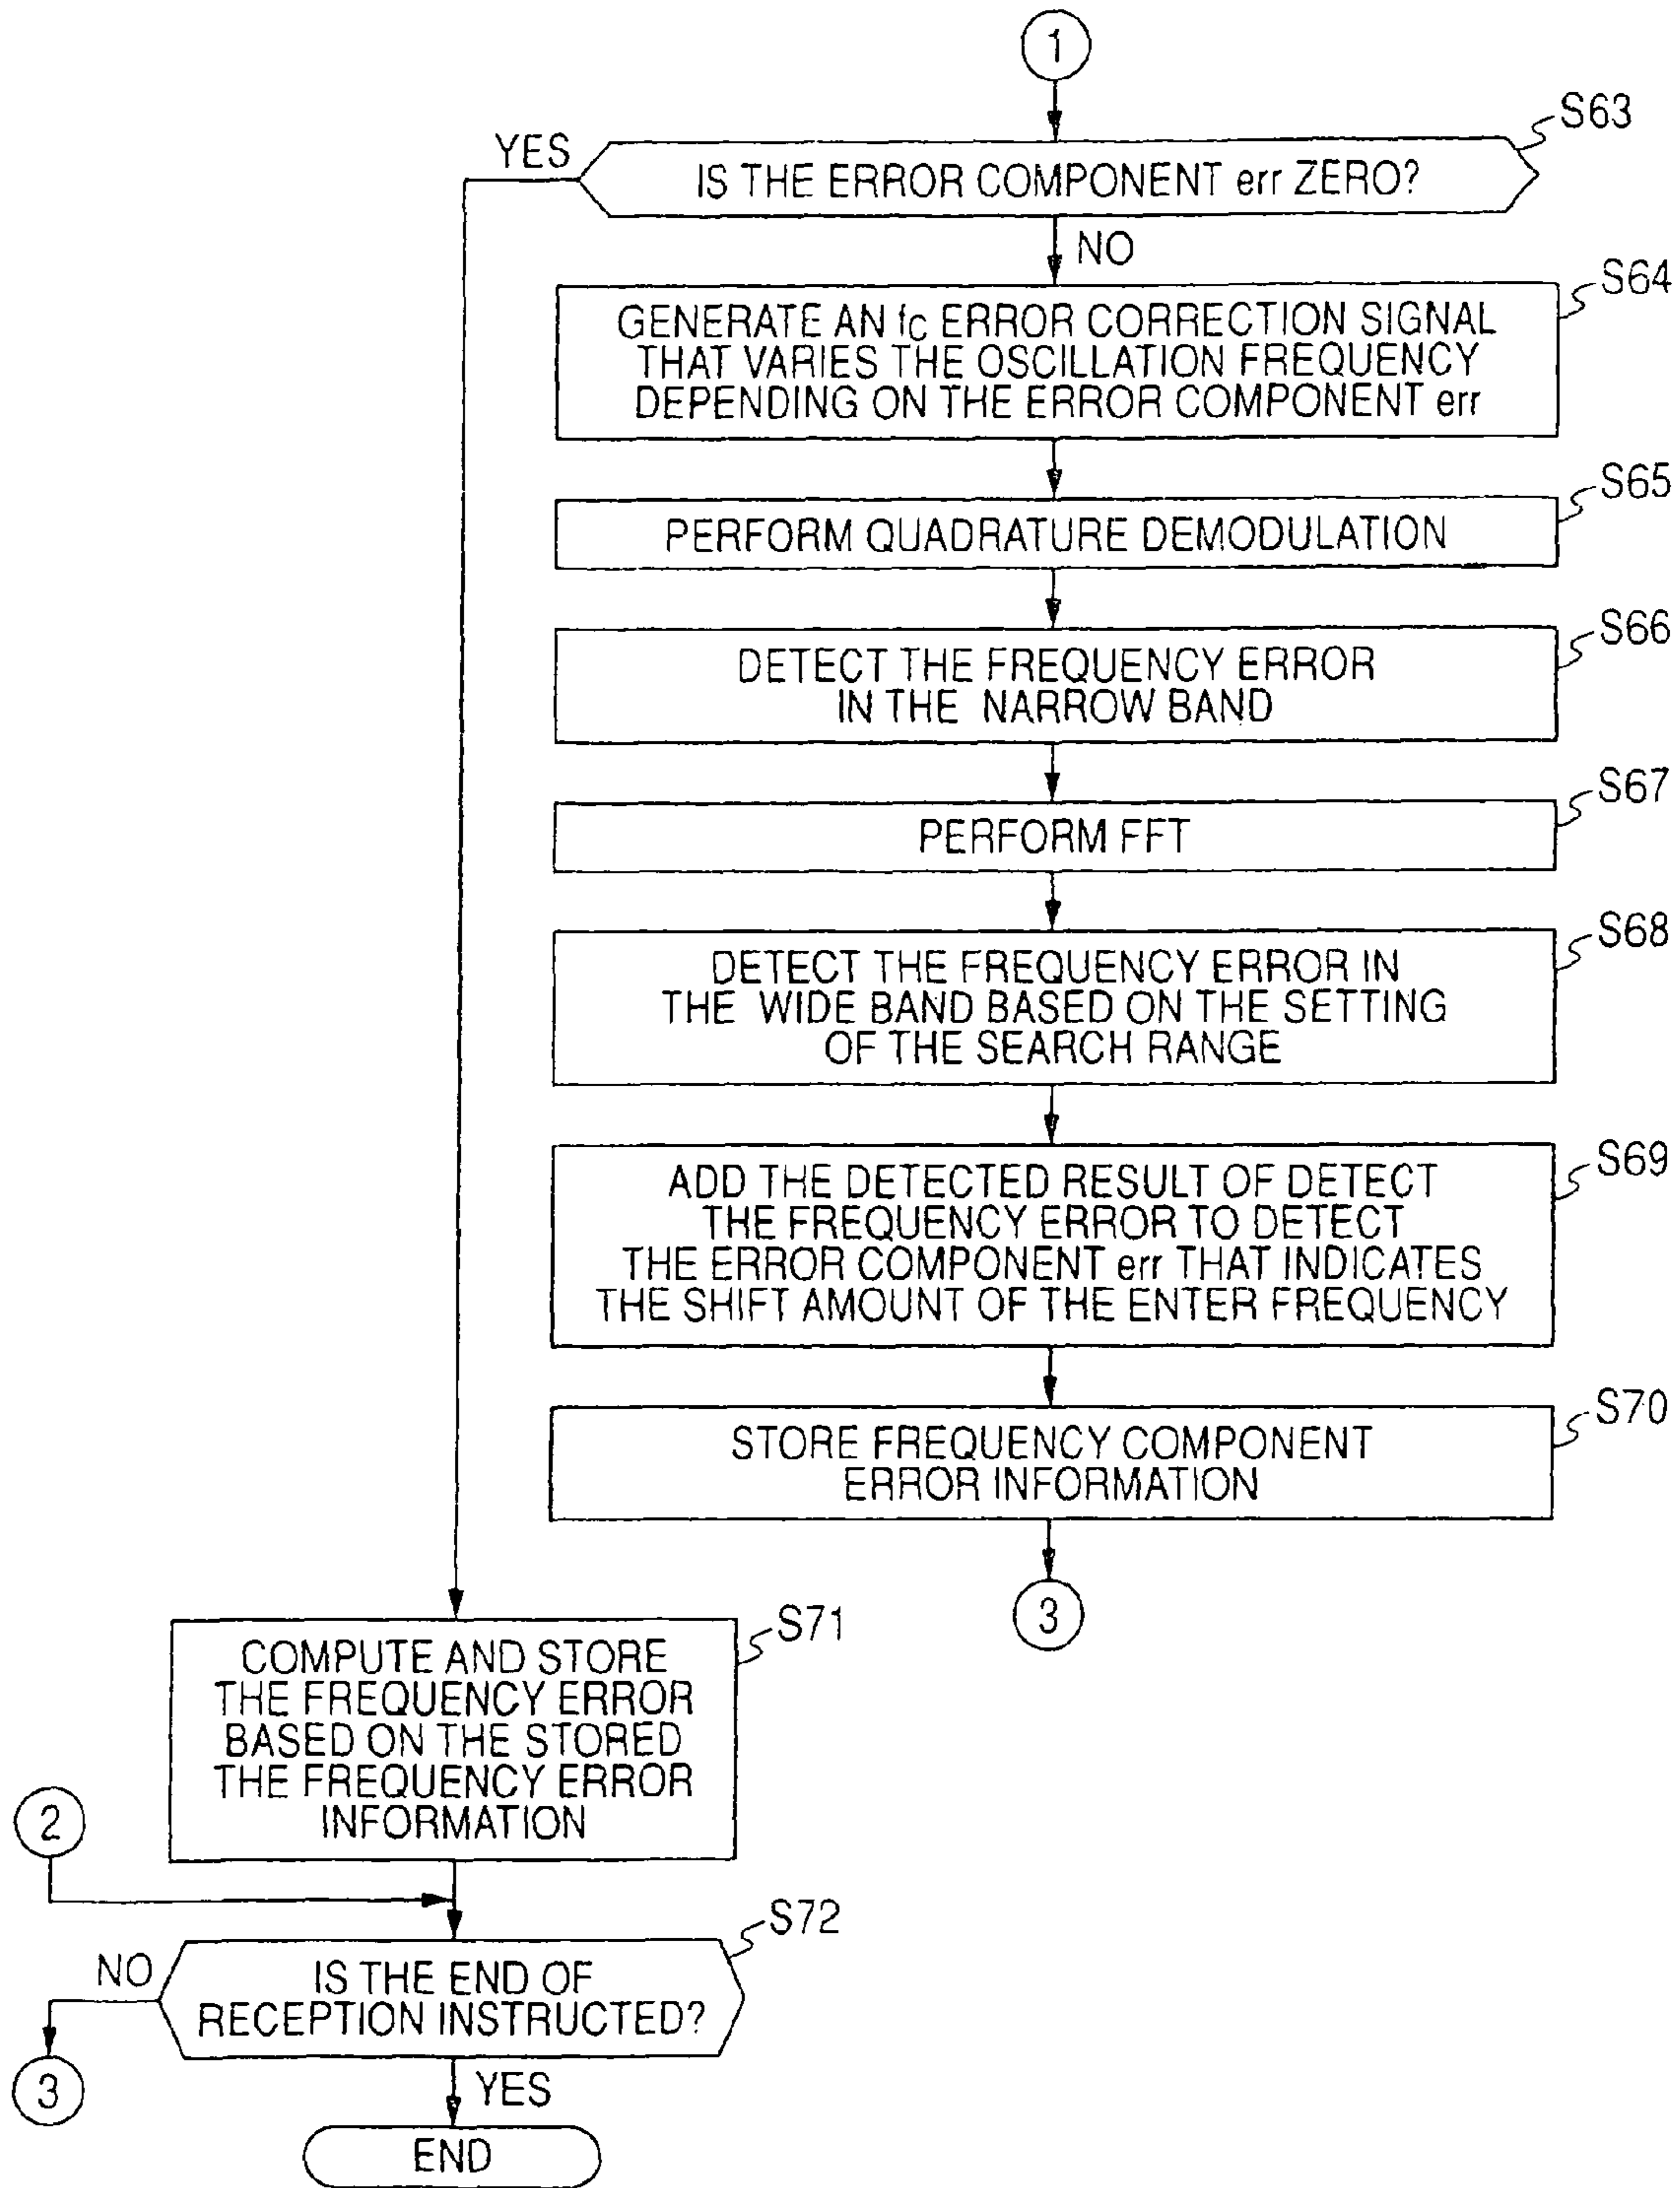 1
S63
YES
IS THE ERROR COMPONENT err ZERO?
NO
S64
GENERATE AN fc ERROR CORRECTION SIGNAL
THAT VARIES THE OSCILLATION FREQUENCY
DEPENDING ON THE ERROR COMPONENT err
S65
PERFORM QUADRATURE DEMODULATION
S66
DETECT THE FREQUENCY ERROR
IN THE NARROW BAND
S67
PERFORM FFT
S68
DETECT THE FREQUENCY ERROR IN
THE WIDE BAND BASED ON THE SETTING
OF THE SEARCH RANGE
S69
ADD THE DETECTED RESULT OF DETECT
THE FREQUENCY ERROR TO DETECT
THE ERROR COMPONENT err THAT INDICATES
THE SHIFT AMOUNT OF THE ENTER FREQUENCY
S70
STORE FREQUENCY COMPONENT
ERROR INFORMATION
3
S71
COMPUTE AND STORE
THE FREQUENCY ERROR
BASED ON THE STORED
THE FREQUENCY ERROR
INFORMATION
2
S72
NO
IS THE END OF
RECEPTION INSTRUCTED?
3
YES
END